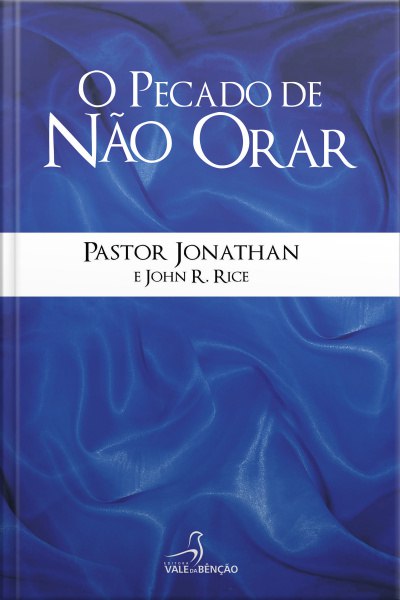 O Pecado de
Não Orar
Pastor Jonathan
e John R. Rice
EDITORA
VALE DA BÊNÇÃO